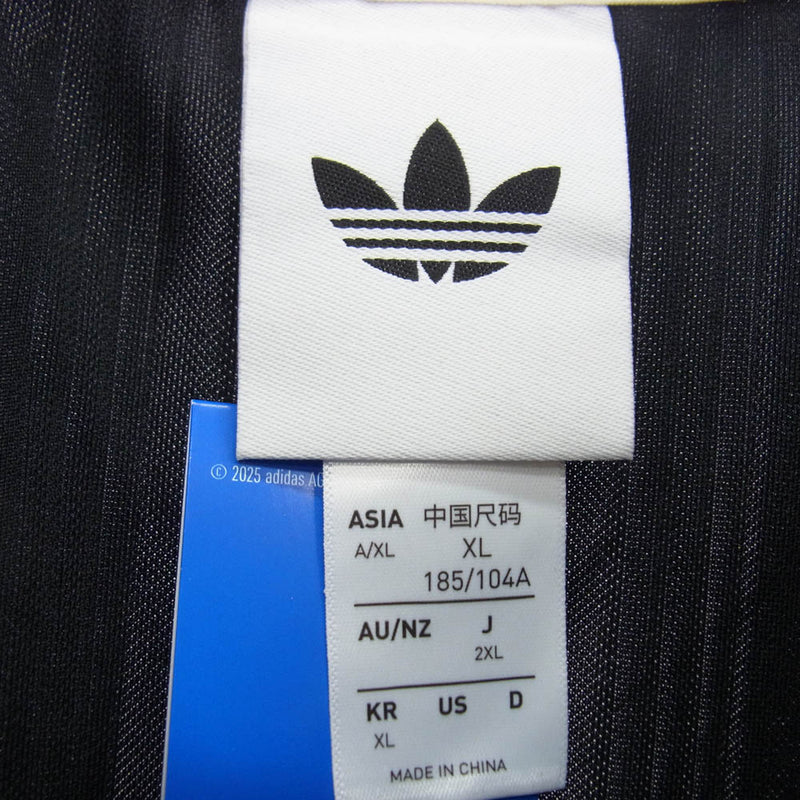 © 2025 adidas AG
ASIA 中国尺码
A/XL XL
185/104A
AU/NZ J
2XL
KR US D
XL
MADE IN CHINA